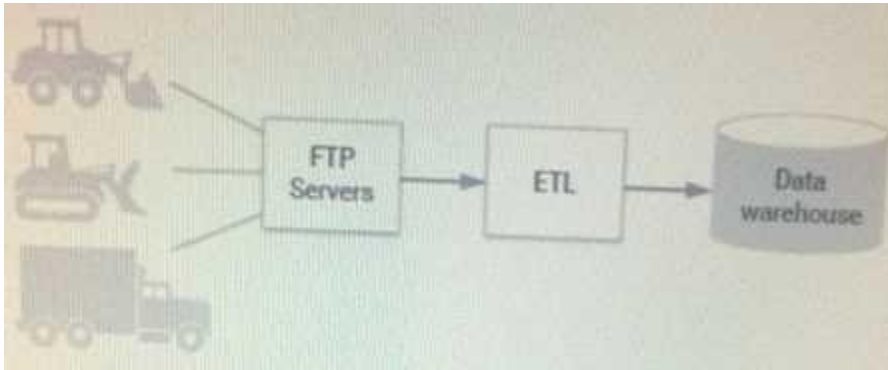 FTP
Servers
ETL
Data
warehouse